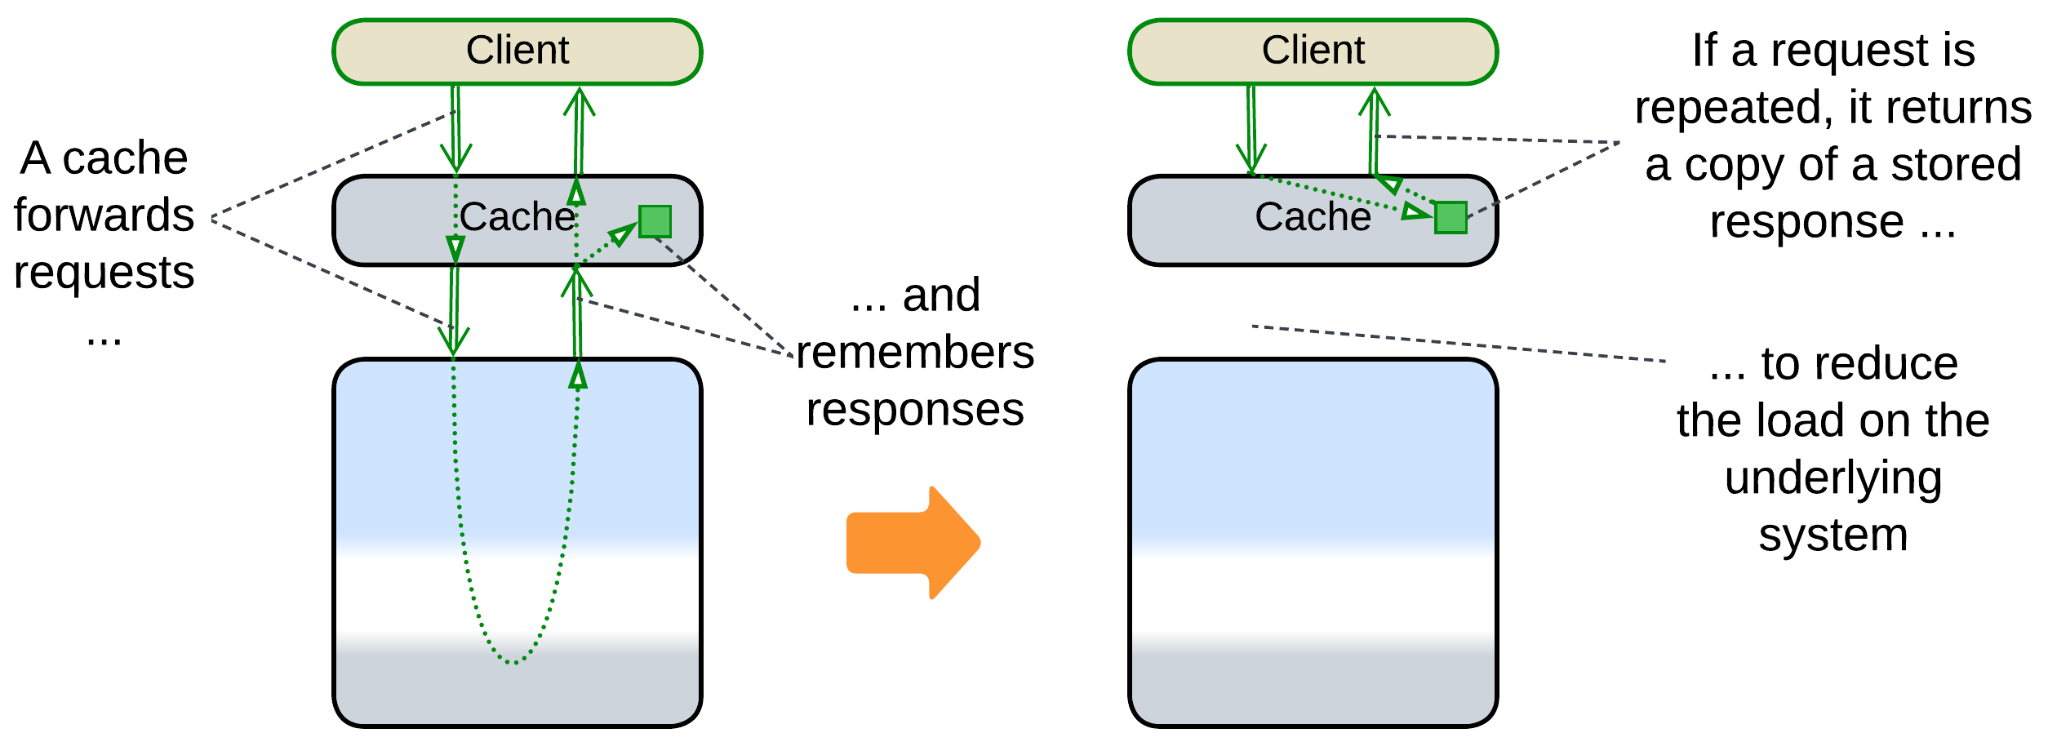 Client
Cache
A cache
forwards
requests
...
... and
remembers
responses
Client
Cache
If a request is
repeated, it returns
a copy of a stored
response ...
... to reduce
the load on the
underlying
system